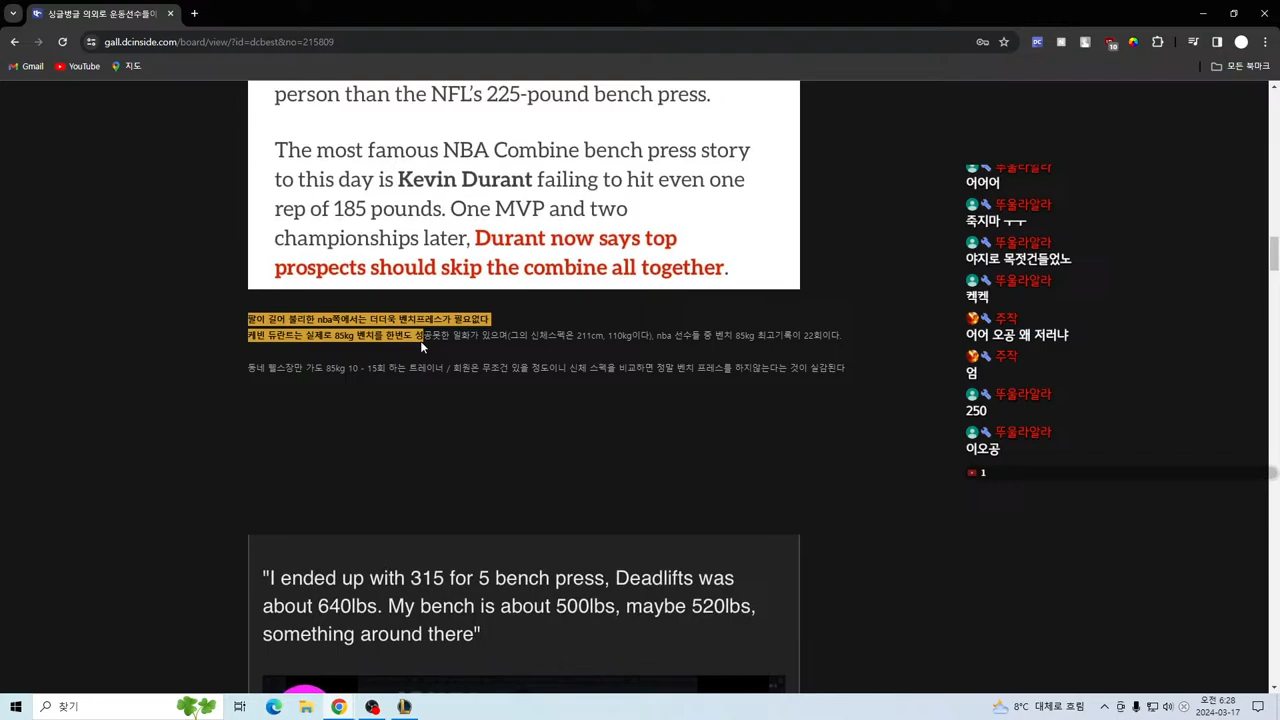 싱글벙글 의외로 운동선수들이
gall.dcinside.com/board/view/?id=dcbest&no=215809
10
Gmail
YouTube
지도
모든 북마크
person than the NFL's 225-pound bench press.
The most famous NBA Combine bench press story
to this day is Kevin Durant failing to hit even one
rep of 185 pounds. One MVP and two
championships later, Durant now says top
prospects should skip the combine all together.
팔이 길어 불리한 nba쪽에서는 더더욱 벤치프레스가 필요없다
케빈 듀란트는 실제로 85kg 벤치를 한번도 성공못한 일화가 있으며(그의 신체스펙은 211cm, 110kg이다), nba 선수들 중 벤치 85kg 최고기록이 22회이다.
동네 헬스장만 가도 85kg 10 - 15회 하는 트레이너 / 회원은 무조건 있을 정도이니 신체 스펙을 비교하면 정말 벤치 프레스를 하지않는다는 것이 실감된다
"I ended up with 315 for 5 bench press, Deadlifts was
about 640lbs. My bench is about 500lbs, maybe 520lbs,
something around there"
뚜울라알라
어어어
뚜울라알라
죽지마 ㅜㅜ
뚜울라알라
야지로 목젓건들었노
뚜울라알라
켁켁
주작
어어 오공 왜 저러냐
주작
엄
뚜울라알라
250
뚜울라알라
이오공
1
찾기
8°C 대체로 흐림
오전 6:28
2024-03-17